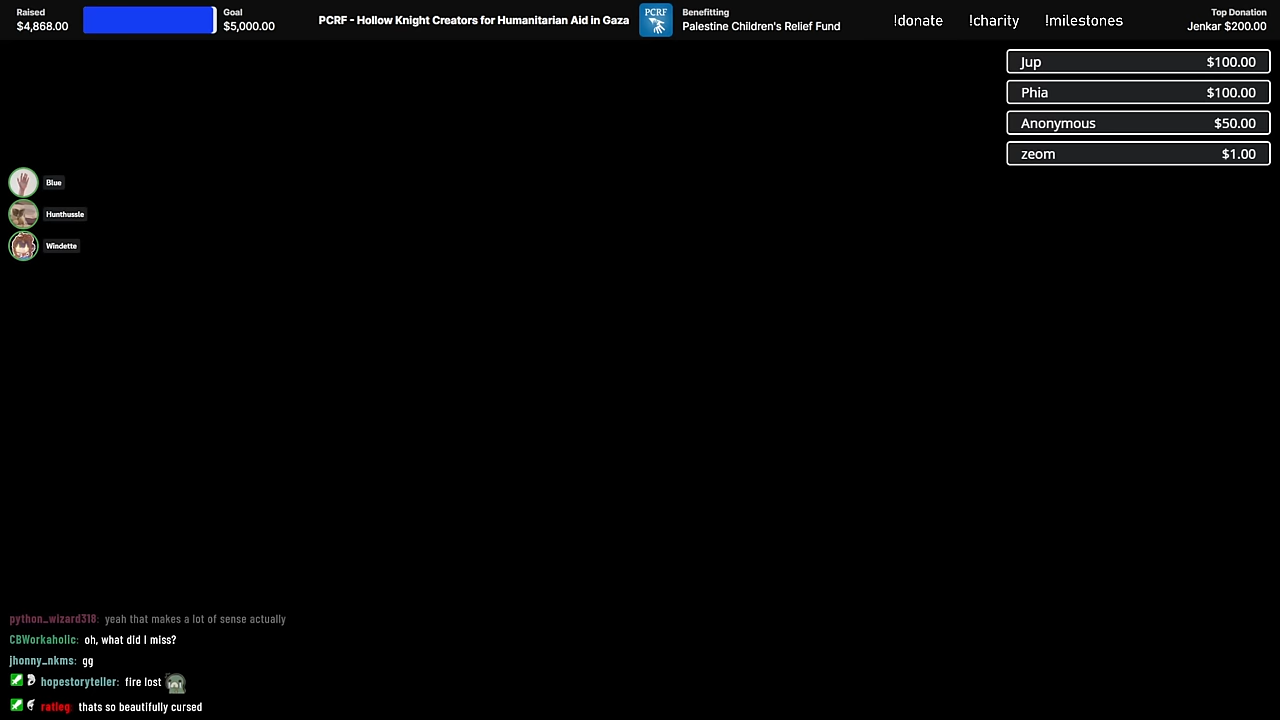 Raised
$4,868.00
Goal
$5,000.00
PCRF - Hollow Knight Creators for Humanitarian Aid in Gaza
PCRF
Benefitting
Palestine Children's Relief Fund
!donate
!charity
!milestones
Top Donation
Jenkar $200.00
Jup $100.00
Phia $100.00
Anonymous $50.00
zeom $1.00
Blue
Hunthussle
Windette
python_wizard318: yeah that makes a lot of sense actually
CBWorkaholic: oh, what did I miss?
jhonny_nkms: gg
hopestoryteller: fire lost
ratleg: thats so beautifully cursed